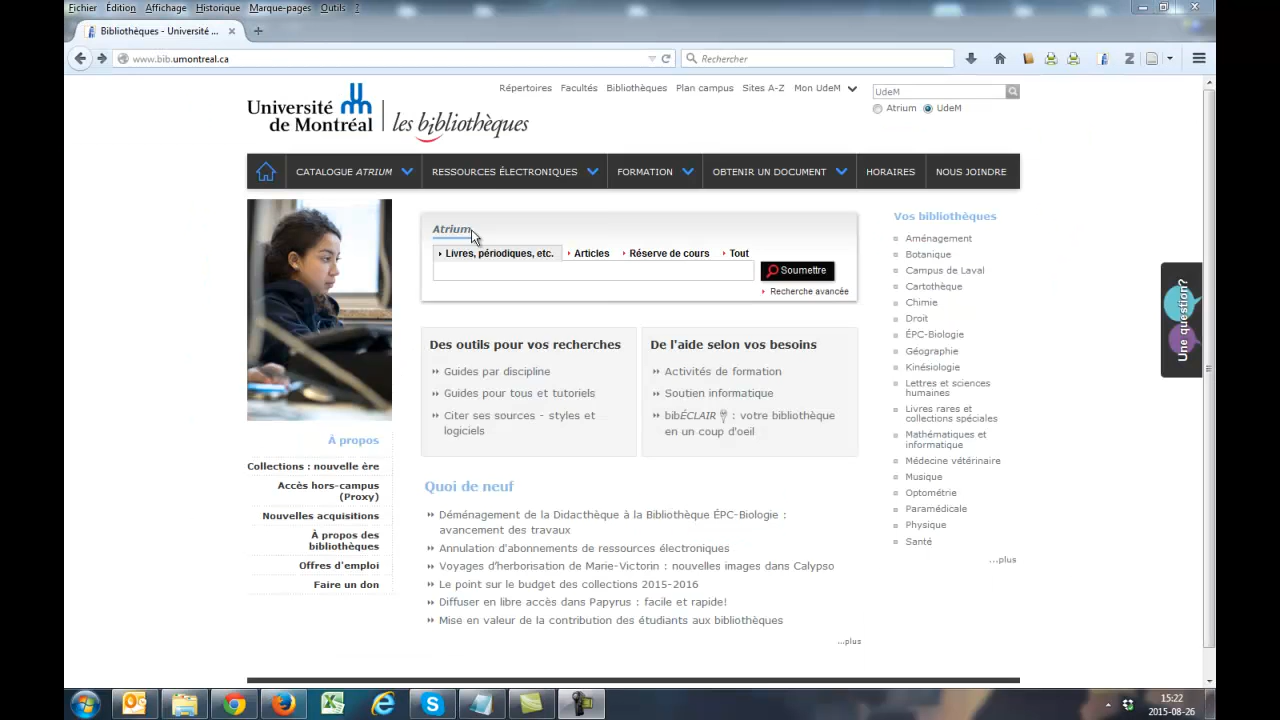 Fichier Édition Affichage Historique Marque-pages Outils ?
Bibliothèques - Université ...
www.bib.umontreal.ca
Rechercher
Répertoires Facultés Bibliothèques Plan campus Sites A-Z Mon UdeM
UdeM
Atrium UdeM
Université
de Montréal
les bibliothèques
CATALOGUE ATRIUM RESSOURCES ÉLECTRONIQUES FORMATION OBTENIR UN DOCUMENT HORAIRES NOUS JOINDRE
Atrium
Livres, périodiques, etc. Articles Réserve de cours Tout
Soumettre
Recherche avancée
Des outils pour vos recherches
Guides par discipline
Guides pour tous et tutoriels
Citer ses sources - styles et
logiciels
De l'aide selon vos besoins
Activités de formation
Soutien informatique
bibÉCLAIR : votre bibliothèque
en un coup d'oeil
À propos
Collections : nouvelle ère
Accès hors-campus
(Proxy)
Nouvelles acquisitions
À propos des
bibliothèques
Offres d'emploi
Faire un don
Quoi de neuf
Déménagement de la Didacthèque à la Bibliothèque ÉPC-Biologie :
avancement des travaux
Annulation d'abonnements de ressources électroniques
Voyages d'herborisation de Marie-Victorin : nouvelles images dans Calypso
Le point sur le budget des collections 2015-2016
Diffuser en libre accès dans Papyrus : facile et rapide!
Mise en valeur de la contribution des étudiants aux bibliothèques
...plus
Vos bibliothèques
Aménagement
Botanique
Campus de Laval
Cartothèque
Chimie
Droit
ÉPC-Biologie
Géographie
Kinésiologie
Lettres et sciences
humaines
Livres rares et
collections spéciales
Mathématiques et
informatique
Médecine vétérinaire
Musique
Optométrie
Paramédicale
Physique
Santé
...plus
Une question?
15:22
2015-08-26